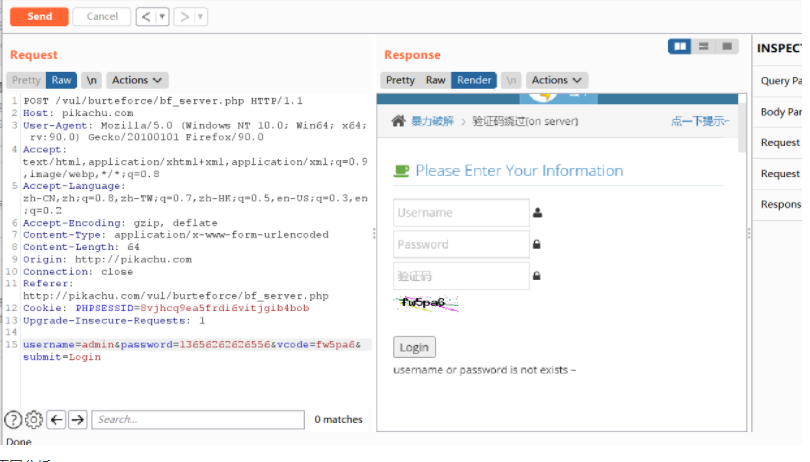 Send Cancel < ▼ > ▼
Request
Pretty Raw \n Actions
1 POST /vul/burteforce/bf_server.php HTTP/1.1
2 Host: pikachu.com
3 User-Agent: Mozilla/5.0 (Windows NT 10.0; Win64; x64;
rv:90.0) Gecko/20100101 Firefox/90.0
4 Accept:
text/html,application/xhtml+xml,application/xml;q=0.9
,image/webp,*/*;q=0.8
5 Accept-Language:
zh-CN,zh;q=0.8,zh-TW;q=0.7,zh-HK;q=0.5,en-US;q=0.3,en
;q=0.2
6 Accept-Encoding: gzip, deflate
7 Content-Type: application/x-www-form-urlencoded
8 Content-Length: 64
9 Origin: http://pikachu.com
10 Connection: close
11 Referer:
http://pikachu.com/vul/burteforce/bf_server.php
12 Cookie: PHPSESSID=8vjhcq9ea5frdi6vitjgib4bob
13 Upgrade-Insecure-Requests: 1
14
15 username=admin&password=13656262626556&vcode=fw5pa6&
submit=Login
Search...
0 matches
Done
Response
Pretty Raw Render \n Actions
暴力破解 > 验证码绕过(on server)
点一下提示~
Please Enter Your Information
Username
Password
验证码
fw5pa6
Login
username or password is not exists ~
INSPECT
Query Pa
Body Par
Request
Request
Respons